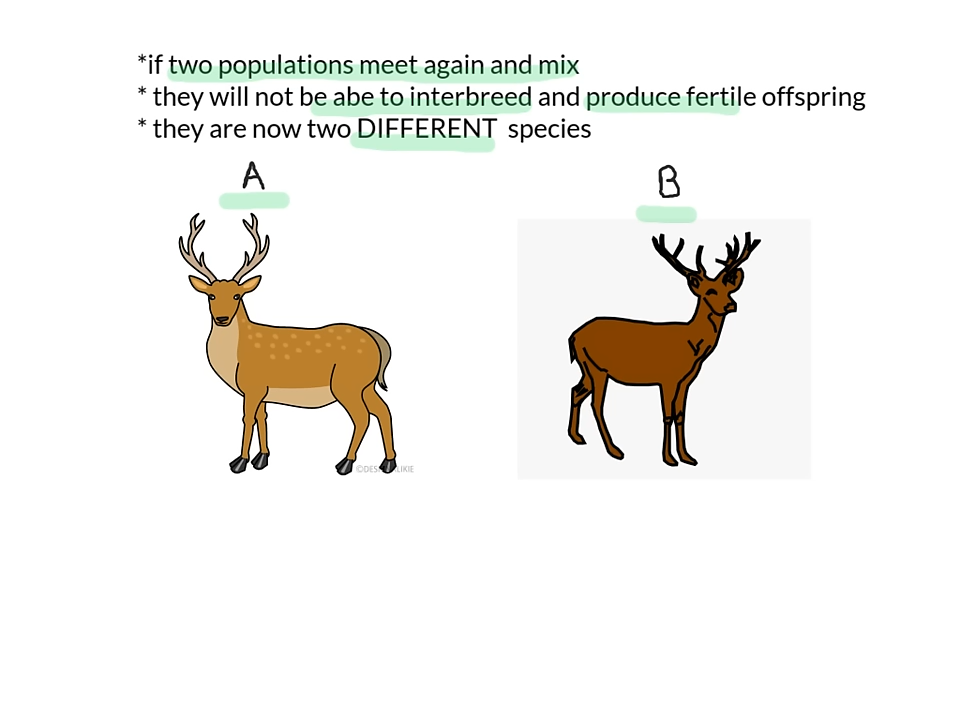 *if two populations meet again and mix
* they will not be abe to interbreed and produce fertile offspring
* they are now two DIFFERENT species
A
B